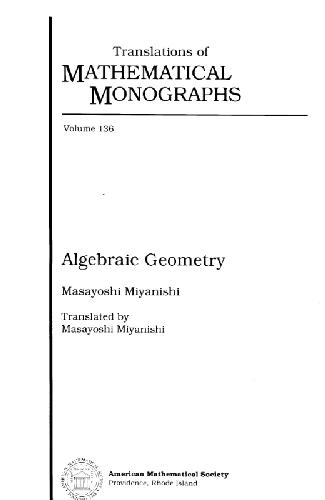 Translations of
MATHEMATICAL
MONOGRAPHS
Volume 136
Algebraic Geometry
Masayoshi Miyanishi
Translated by
Masayoshi Miyanishi
American Mathematical Society
Providence, Rhode Island